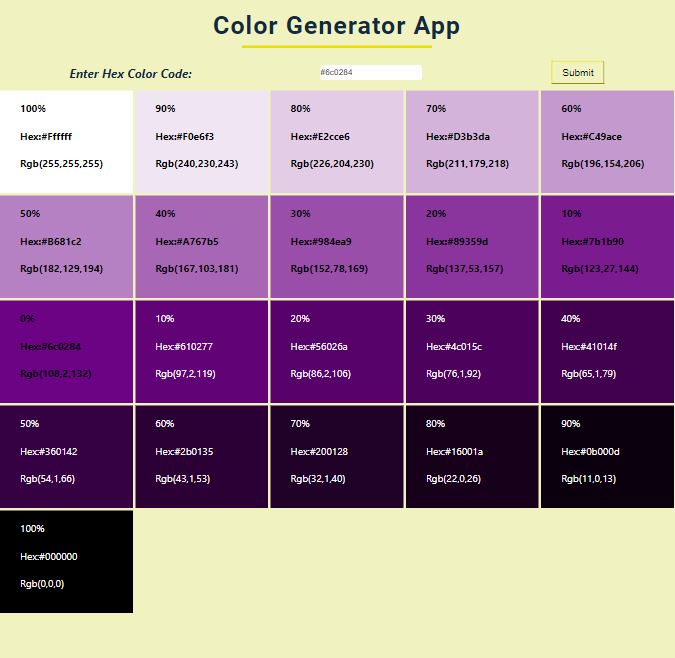 Color Generator App
Enter Hex Color Code: #6c0284 Submit
100% 90% 80% 70% 60%
Hex:#Ffffff Hex:#F0e6f3 Hex:#E2cce6 Hex:#D3b3da Hex:#C49ace
Rgb(255,255,255) Rgb(240,230,243) Rgb(226,204,230) Rgb(211,179,218) Rgb(196,154,206)
50% 40% 30% 20% 10%
Hex:#B681c2 Hex:#A767b5 Hex:#984ea9 Hex:#89359d Hex:#7b1b90
Rgb(182,129,194) Rgb(167,103,181) Rgb(152,78,169) Rgb(137,53,157) Rgb(123,27,144)
0% 10% 20% 30% 40%
Hex:#6c0284 Hex:#610277 Hex:#56026a Hex:#4c015c Hex:#41014f
Rgb(108,2,132) Rgb(97,2,119) Rgb(86,2,106) Rgb(76,1,92) Rgb(65,1,79)
50% 60% 70% 80% 90%
Hex:#360142 Hex:#2b0135 Hex:#200128 Hex:#16001a Hex:#0b000d
Rgb(54,1,66) Rgb(43,1,53) Rgb(32,1,40) Rgb(22,0,26) Rgb(11,0,13)
100%
Hex:#000000
Rgb(0,0,0)